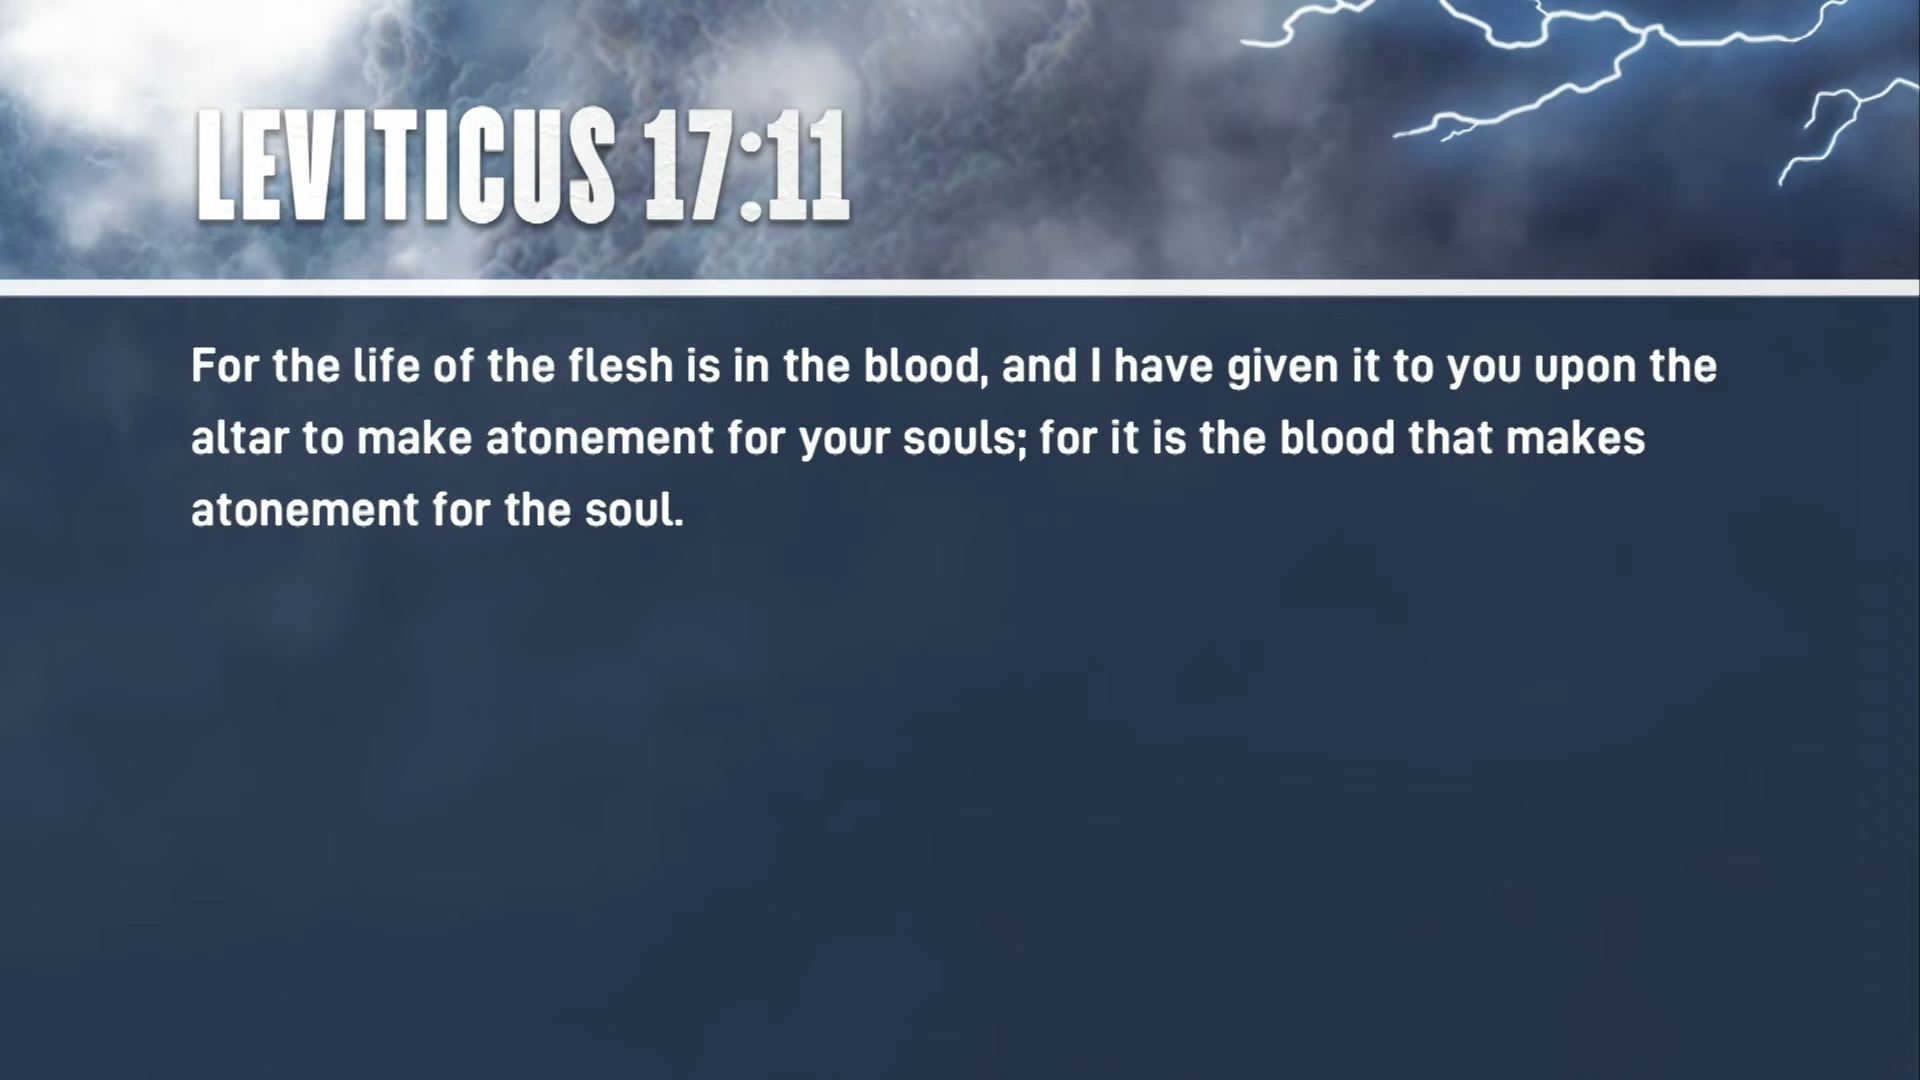 LEVITICUS 17:11
For the life of the flesh is in the blood, and I have given it to you upon the
altar to make atonement for your souls; for it is the blood that makes
atonement for the soul.